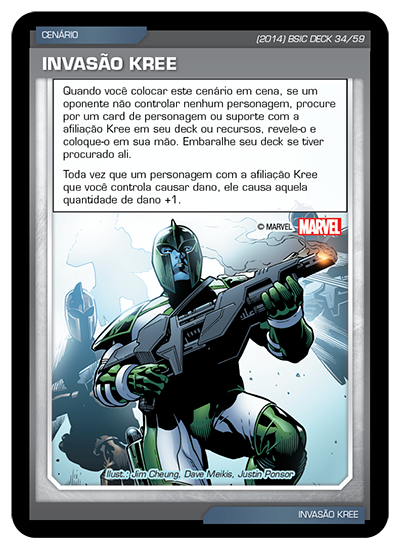 CENÁRIO
(2014) BSIC DECK 34/59
INVASÃO KREE
Quando você colocar este cenário em cena, se um
oponente não controlar nenhum personagem, procure
por um card de personagem ou suporte com a
afiliação Kree em seu deck ou recursos, revele-o e
coloque-o em sua mão. Embaralhe seu deck se tiver
procurado ali.
Toda vez que um personagem com a afiliação Kree
que você controla causar dano, ele causa aquela
quantidade de dano +1.
© MARVEL MARVEL
Illust.: Jim Cheung, Dave Meikis, Justin Ponsor
INVASÃO KREE